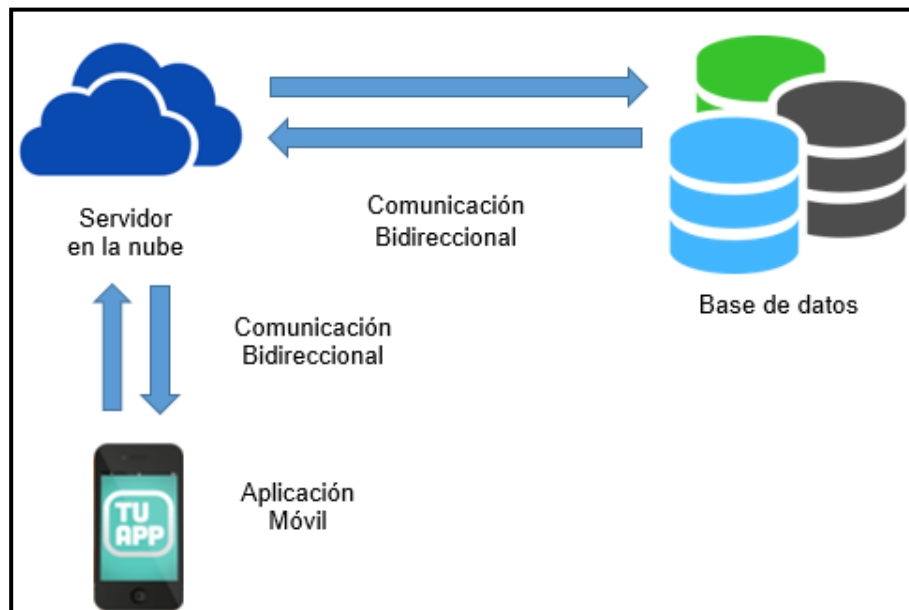 Servidor
en la nube
Comunicación
Bidireccional
Base de datos
Comunicación
Bidireccional
TU
APP
Aplicación
Móvil